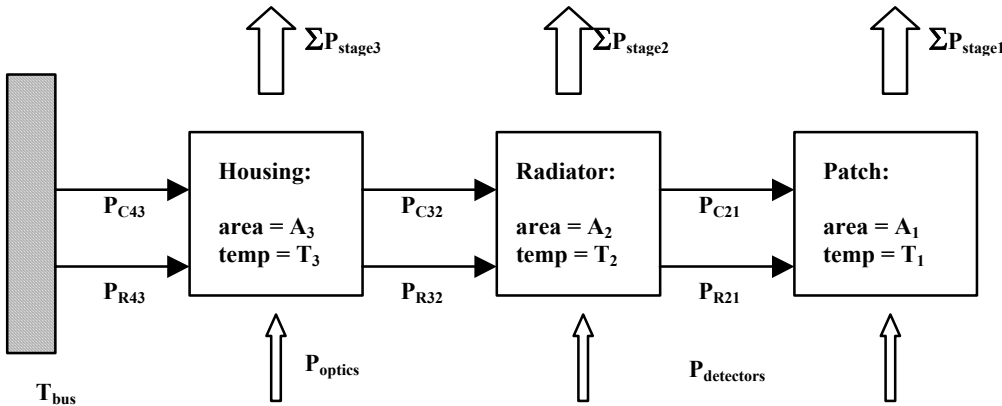 ΣP_stage3
ΣP_stage2
ΣP_stage1
Housing:
area = A_3
temp = T_3
Radiator:
area = A_2
temp = T_2
Patch:
area = A_1
temp = T_1
P_C43
P_C32
P_C21
P_R43
P_R32
P_R21
P_optics
P_detectors
T_bus